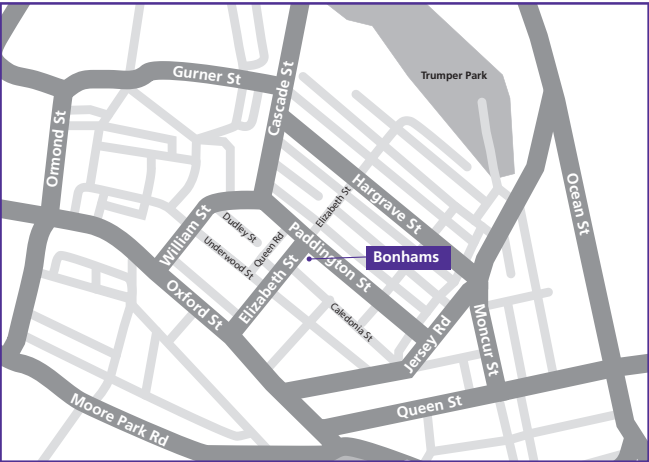 Trumper Park
Gurner St
Cascade St
Ormond St
Hargrave St
Elizabeth St
Ocean St
William St
Dudley St
Queen Rd
Underwood St
Paddington St
Bonhams
Elizabeth St
Oxford St
Caledonia St
Jersey Rd
Moncur St
Queen St
Moore Park Rd